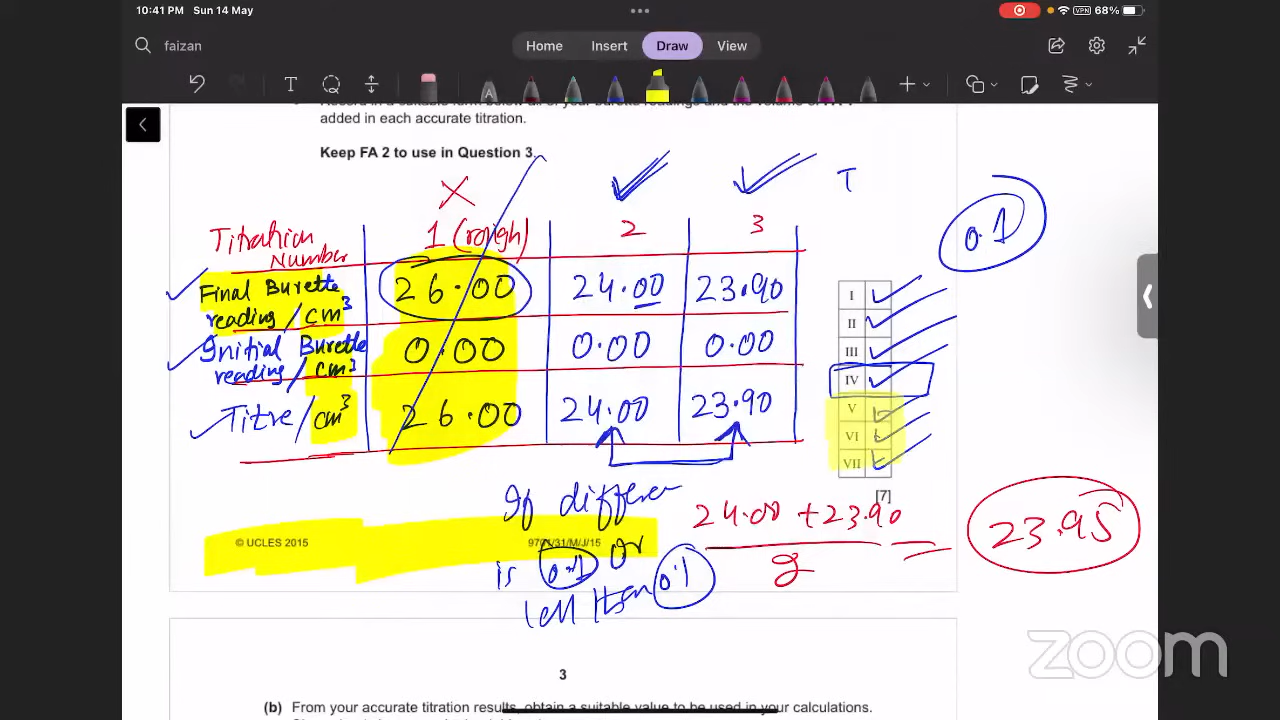 10:41 PM Sun 14 May
VPN 68%
faizan
Home Insert Draw View
added in each accurate titration.
Keep FA 2 to use in Question 3.
T
0.1
Titration Number 1 (rough) 2 3
Final Burette reading / cm³ 26.00 24.00 23.90
Initial Burette reading / cm³ 0.00 0.00 0.00
Titre / cm³ 26.00 24.00 23.90
I
II
III
IV
V
VI
VII
[7]
If differen
is 0.1 or
less than 0.1
24.00 + 23.90
2
= 23.95
© UCLES 2015
9701/31/M/J/15
zoom
3
(b) From your accurate titration results, obtain a suitable value to be used in your calculations.